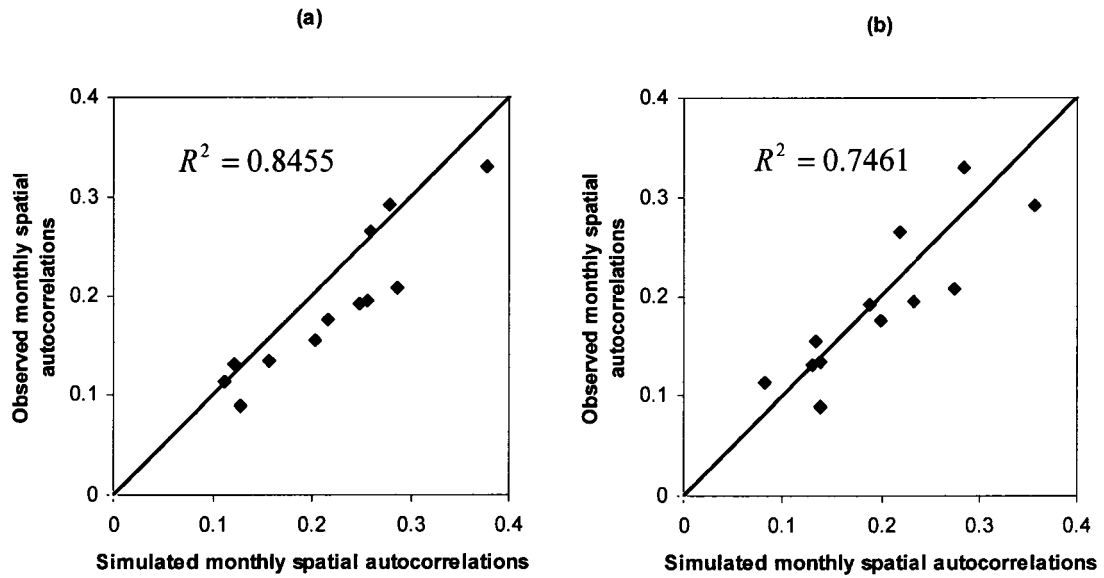 (a)
R² = 0.8455
Observed monthly spatial
autocorrelations
0.4
0.3
0.2
0.1
0
0 0.1 0.2 0.3 0.4
Simulated monthly spatial autocorrelations
(b)
R² = 0.7461
Observed monthly spatial
autocorrelations
0.4
0.3
0.2
0.1
0
0 0.1 0.2 0.3 0.4
Simulated monthly spatial autocorrelations